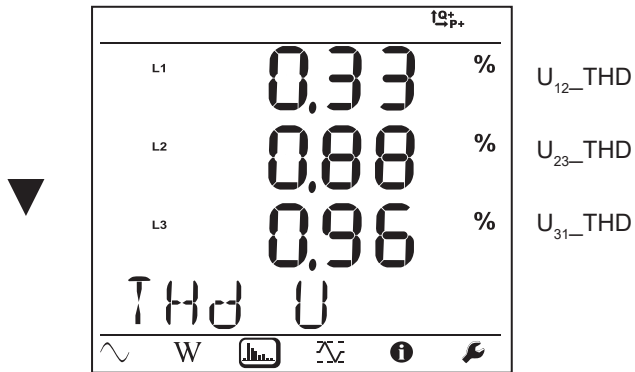 Q+
P+
L1 0.33 % U12_THD
L2 0.88 % U23_THD
L3 0.96 % U31_THD
THd U
W